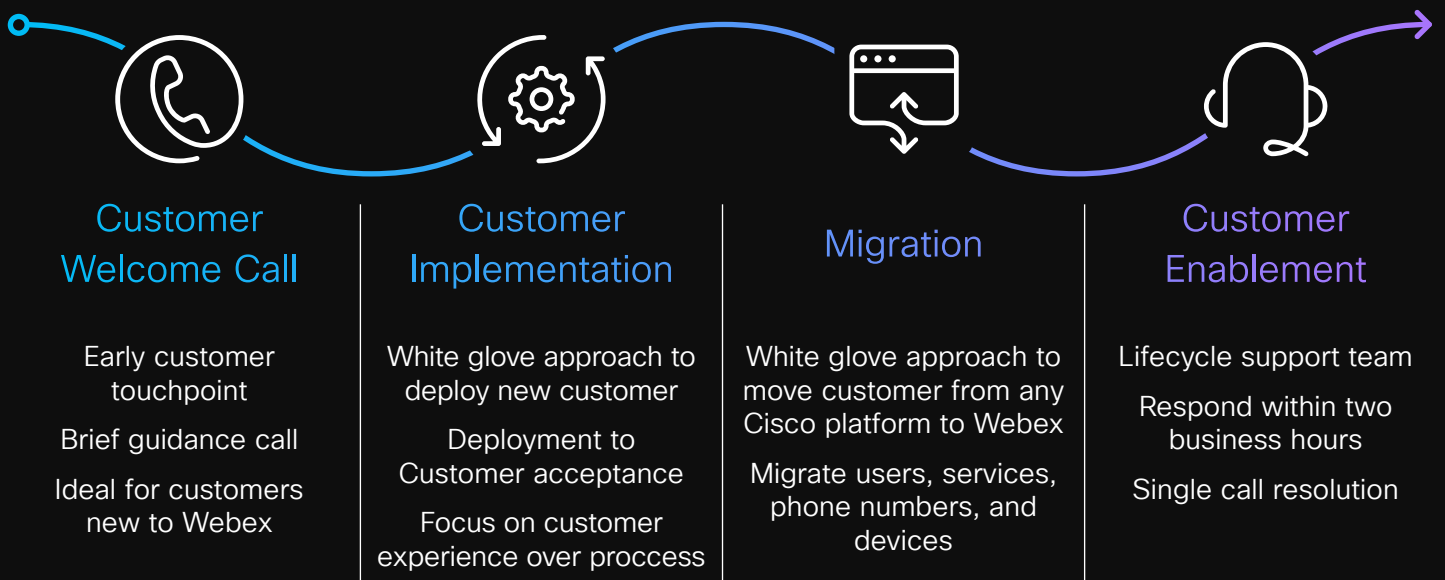 Customer
Welcome Call
Early customer
touchpoint
Brief guidance call
Ideal for customers
new to Webex
Customer
Implementation
White glove approach to
deploy new customer
Deployment to
Customer acceptance
Focus on customer
experience over proccess
Migration
White glove approach to
move customer from any
Cisco platform to Webex
Migrate users, services,
phone numbers, and
devices
Customer
Enablement
Lifecycle support team
Respond within two
business hours
Single call resolution